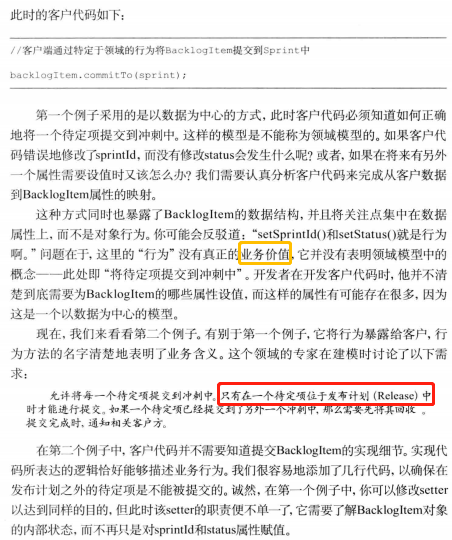 此时的客户代码如下：
//客户端通过特定于领域的行为将BacklogItem提交到Sprint中
backlogItem.commitTo(sprint);
第一个例子采用的是以数据为中心的方式，此时客户代码必须知道如何正确
地将一个待定项提交到冲刺中。这样的模型是不能称为领域模型的。如果客户代
码错误地修改了sprintId，而没有修改status会发生什么呢？或者，如果在将来有另外
一个属性需要设值时又该怎么办？我们需要认真分析客户代码来完成从客户数据
到BacklogItem属性的映射。
这种方式同时也暴露了BacklogItem的数据结构，并且将关注点集中在数据
属性上，而不是对象行为。你可能会反驳道：“setSprintId()和setStatus()就是行为
啊。”问题在于，这里的“行为”没有真正的业务价值，它并没有表明领域模型中的
概念——此处即“将待定项提交到冲刺中”。开发者在开发客户代码时，他并不清
楚到底需要为BacklogItem的哪些属性设值，而这样的属性有可能存在很多，因为
这是一个以数据为中心的模型。
现在，我们来看看第二个例子。有别于第一个例子，它将行为暴露给客户，行
为方法的名字清楚地表明了业务含义。这个领域的专家在建模时讨论了以下需
求：
允许将每一个待定项提交到冲刺中。只有在一个待定项位于发布计划（Release）中
时才能进行提交。如果一个待定项已经提交到了另外一个冲刺中，那么需要先将其回收。
提交完成时，通知相关客户方。
在第二个例子中，客户代码并不需要知道提交BacklogItem的实现细节。实现代
码所表达的逻辑恰好能够描述业务行为。我们很容易地添加了几行代码，以确保在
发布计划之外的待定项是不能被提交的。诚然，在第一个例子中，你可以修改setter
以达到同样的目的，但此时该setter的职责便不单一了，它需要了解BacklogItem对象
的内部状态，而不再只是对sprintId和status属性赋值。